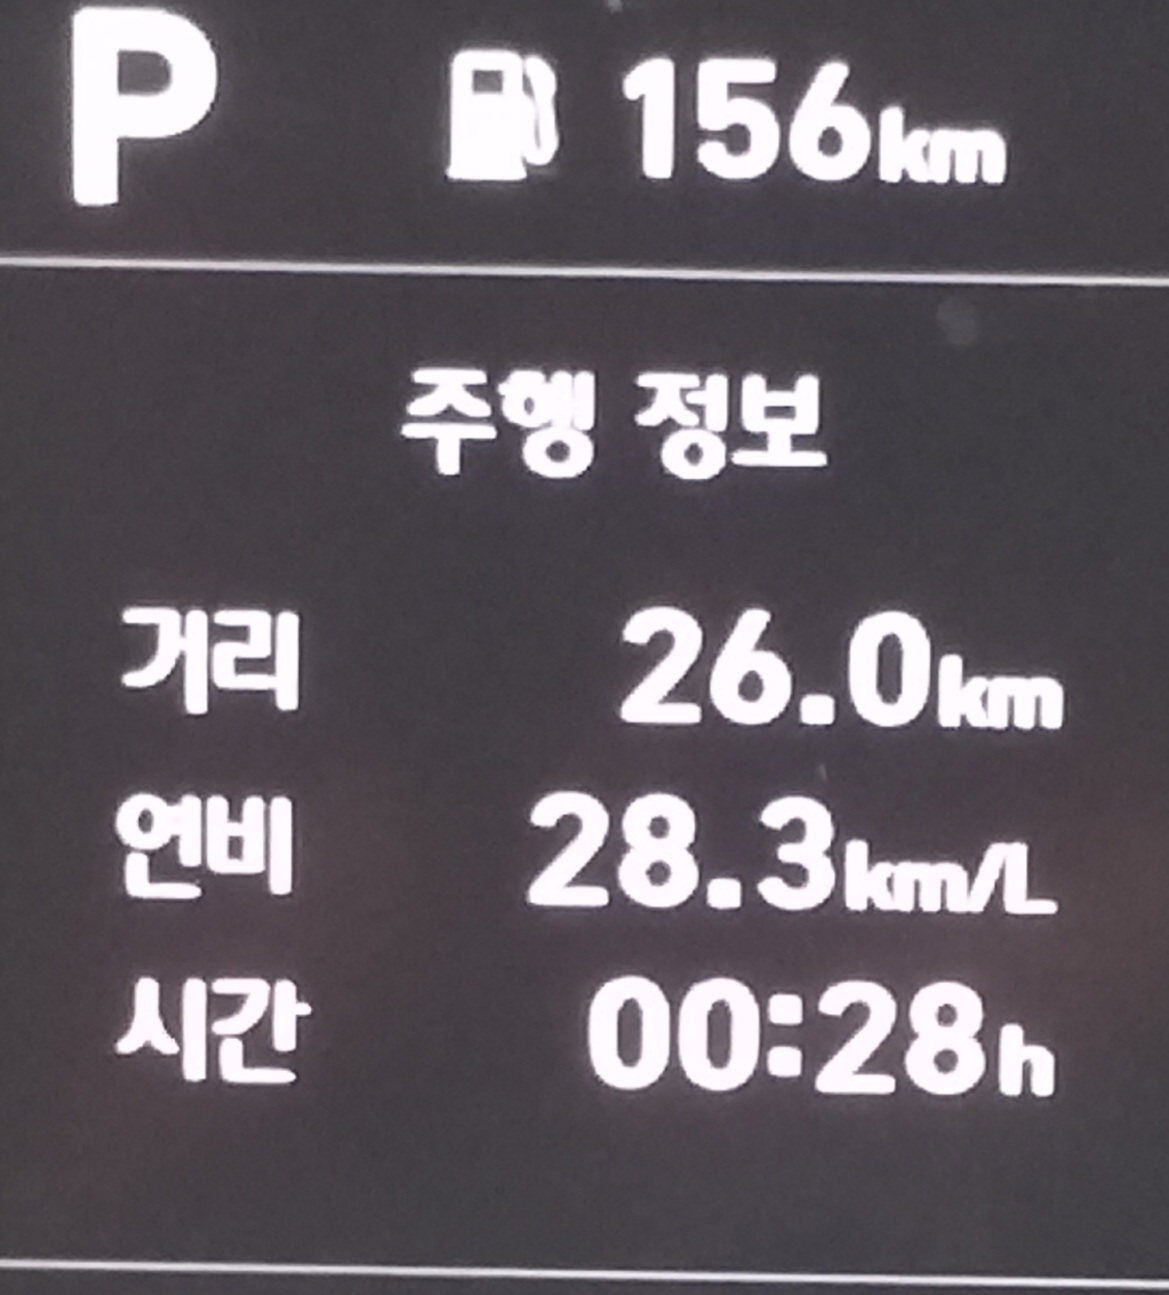 P 156km
주행 정보
거리 26.0km
연비 28.3km/L
시간 00:28h